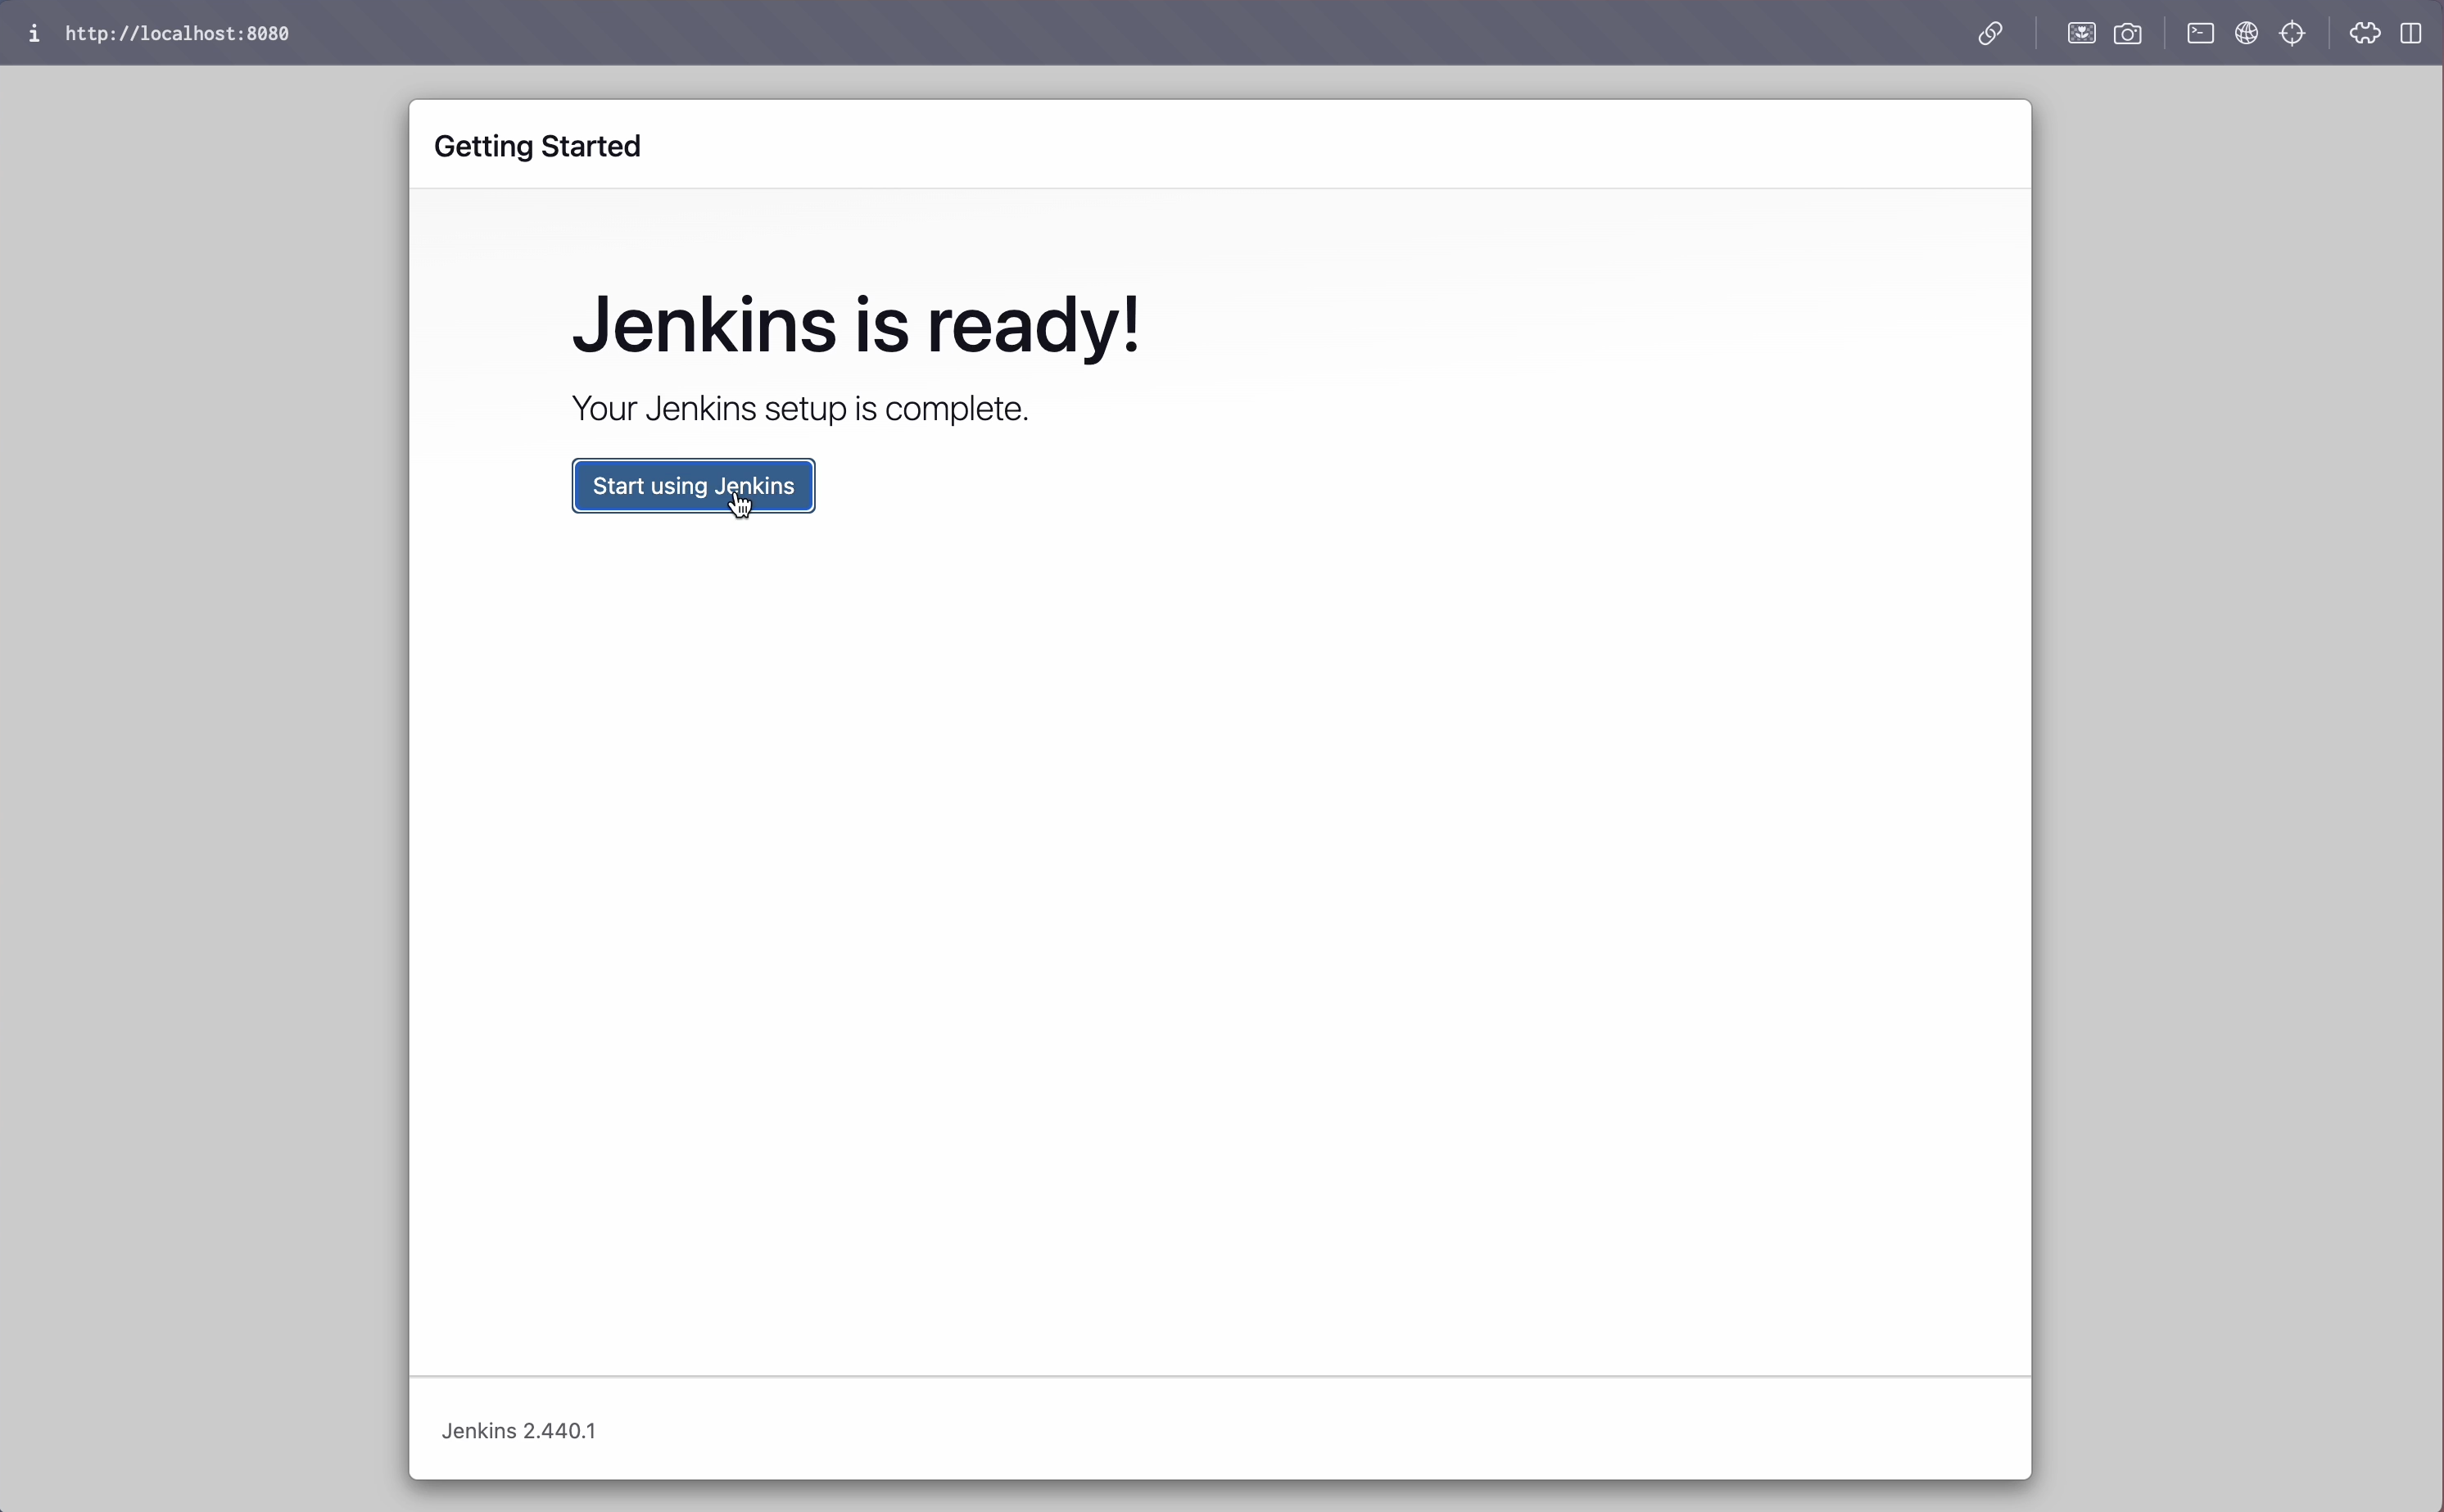 i http://localhost:8080
Getting Started
Jenkins is ready!
Your Jenkins setup is complete.
Start using Jenkins
Jenkins 2.440.1